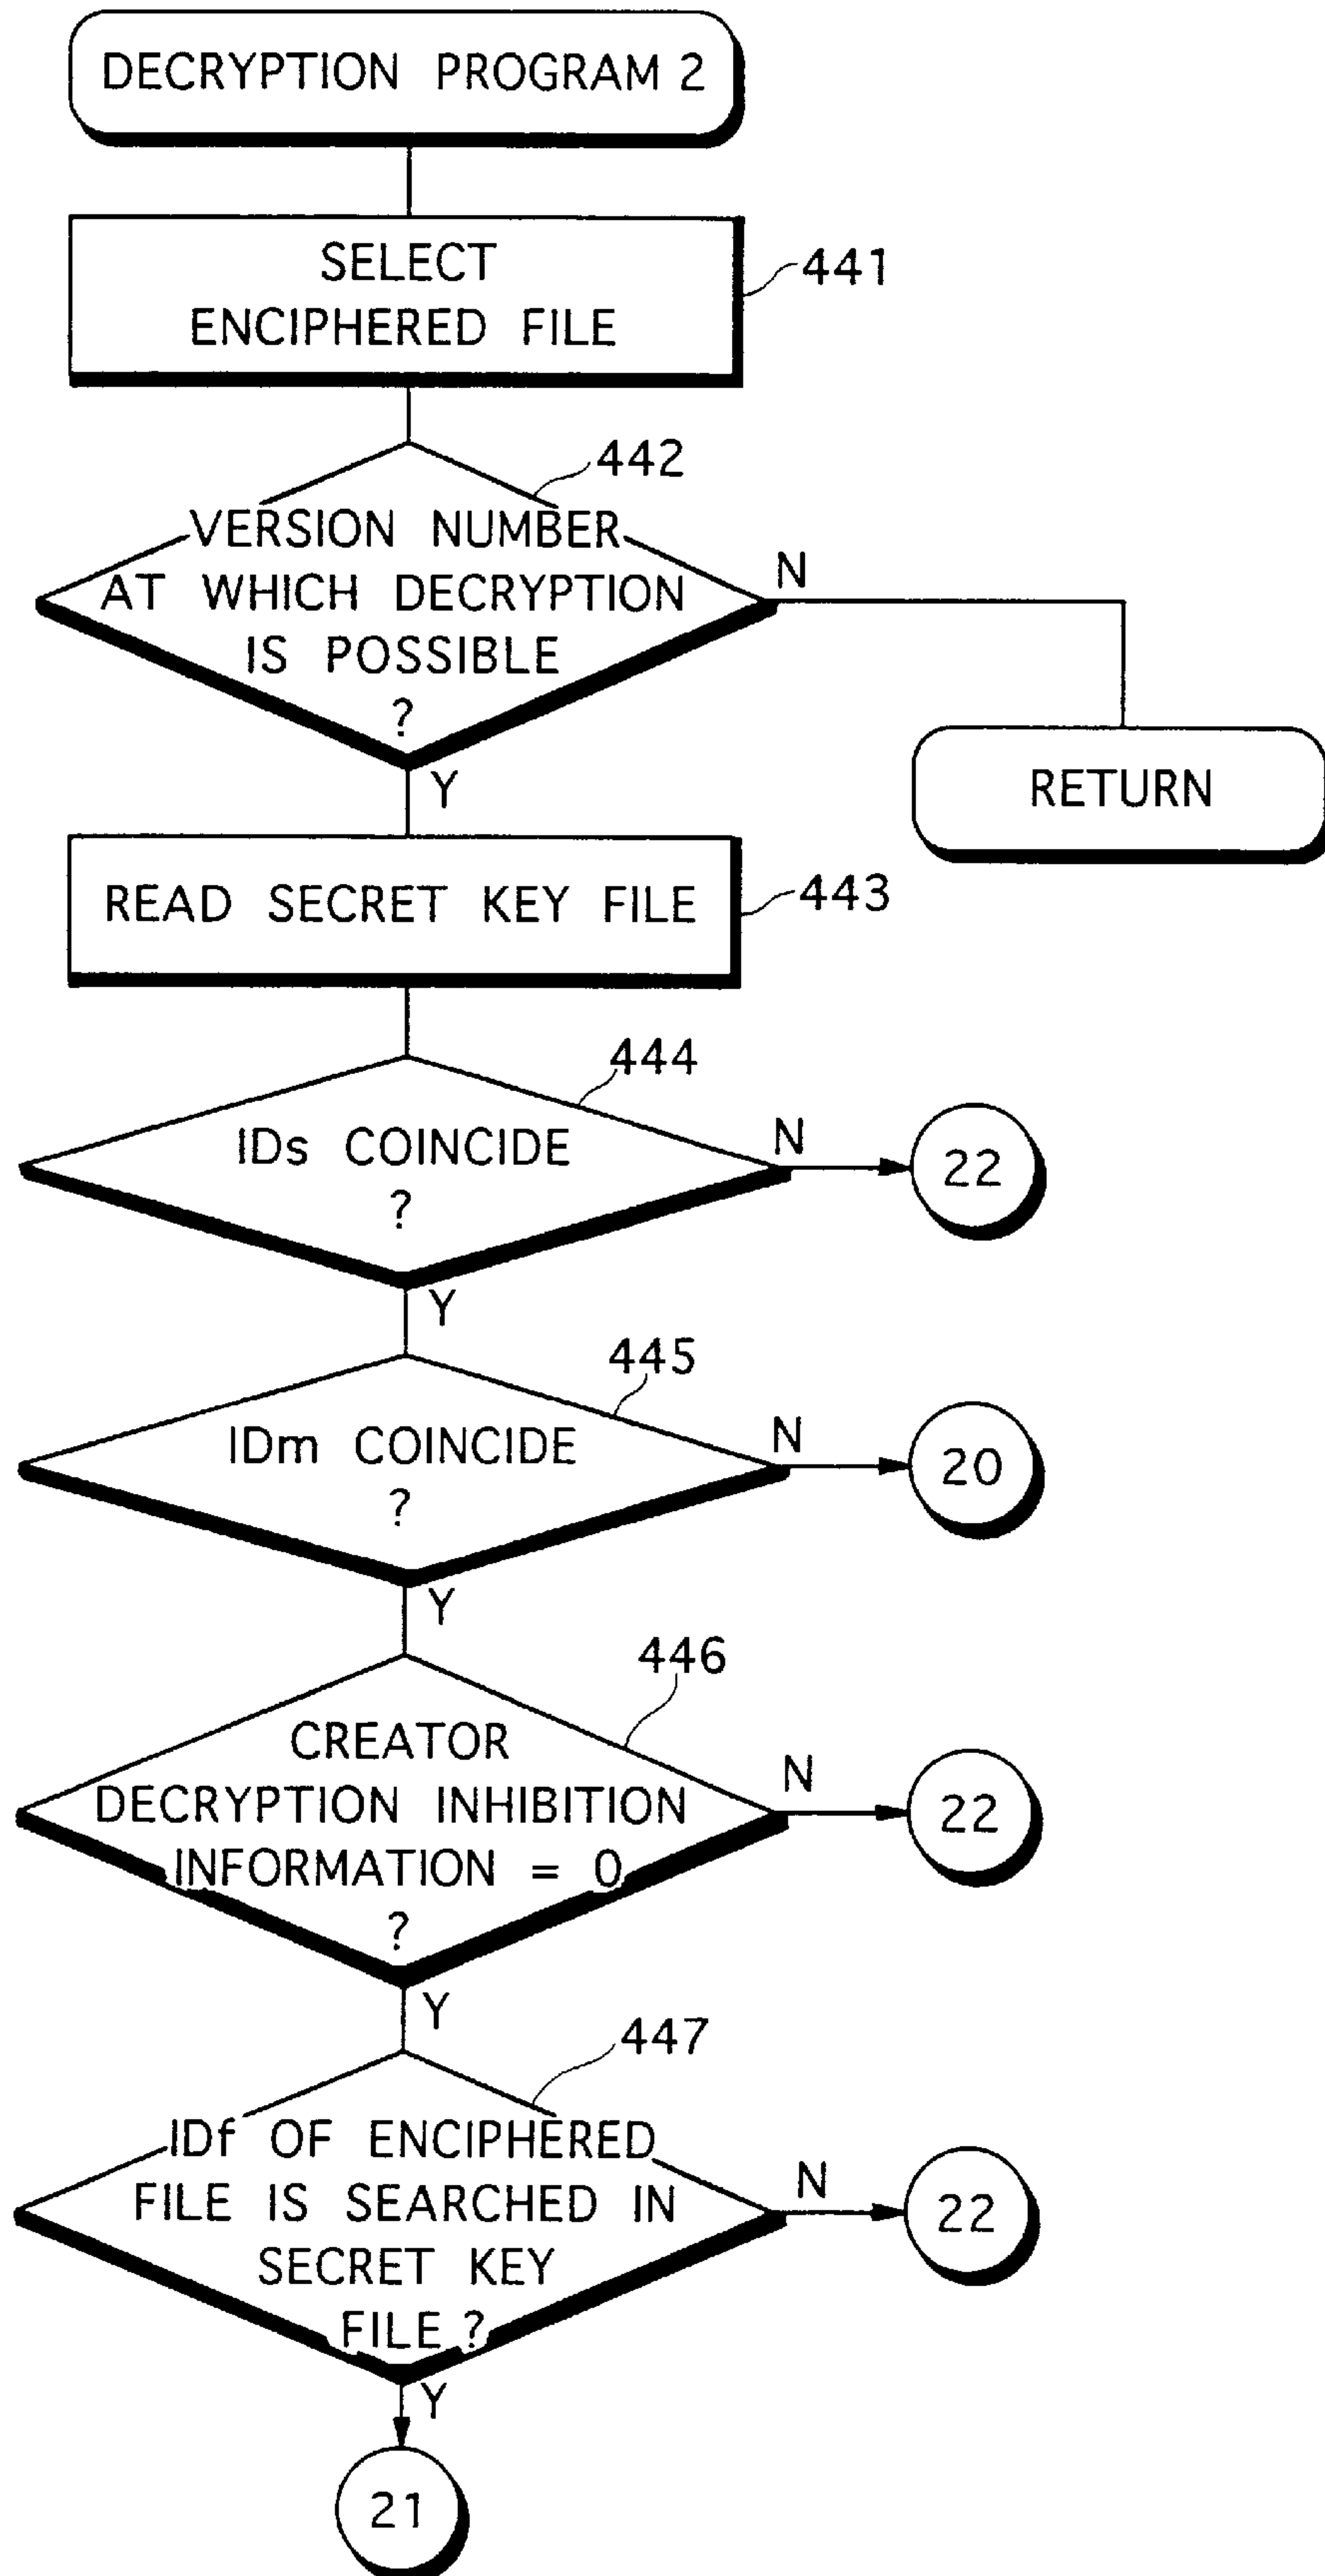 DECRYPTION PROGRAM 2
SELECT
ENCIPHERED FILE
441
442
VERSION NUMBER
AT WHICH DECRYPTION
IS POSSIBLE
?
N
Y
RETURN
READ SECRET KEY FILE
443
444
IDs COINCIDE
?
N
22
Y
445
IDm COINCIDE
?
N
20
Y
446
CREATOR
DECRYPTION INHIBITION
INFORMATION = 0
?
N
22
Y
447
IDf OF ENCIPHERED
FILE IS SEARCHED IN
SECRET KEY
FILE ?
N
22
Y
21